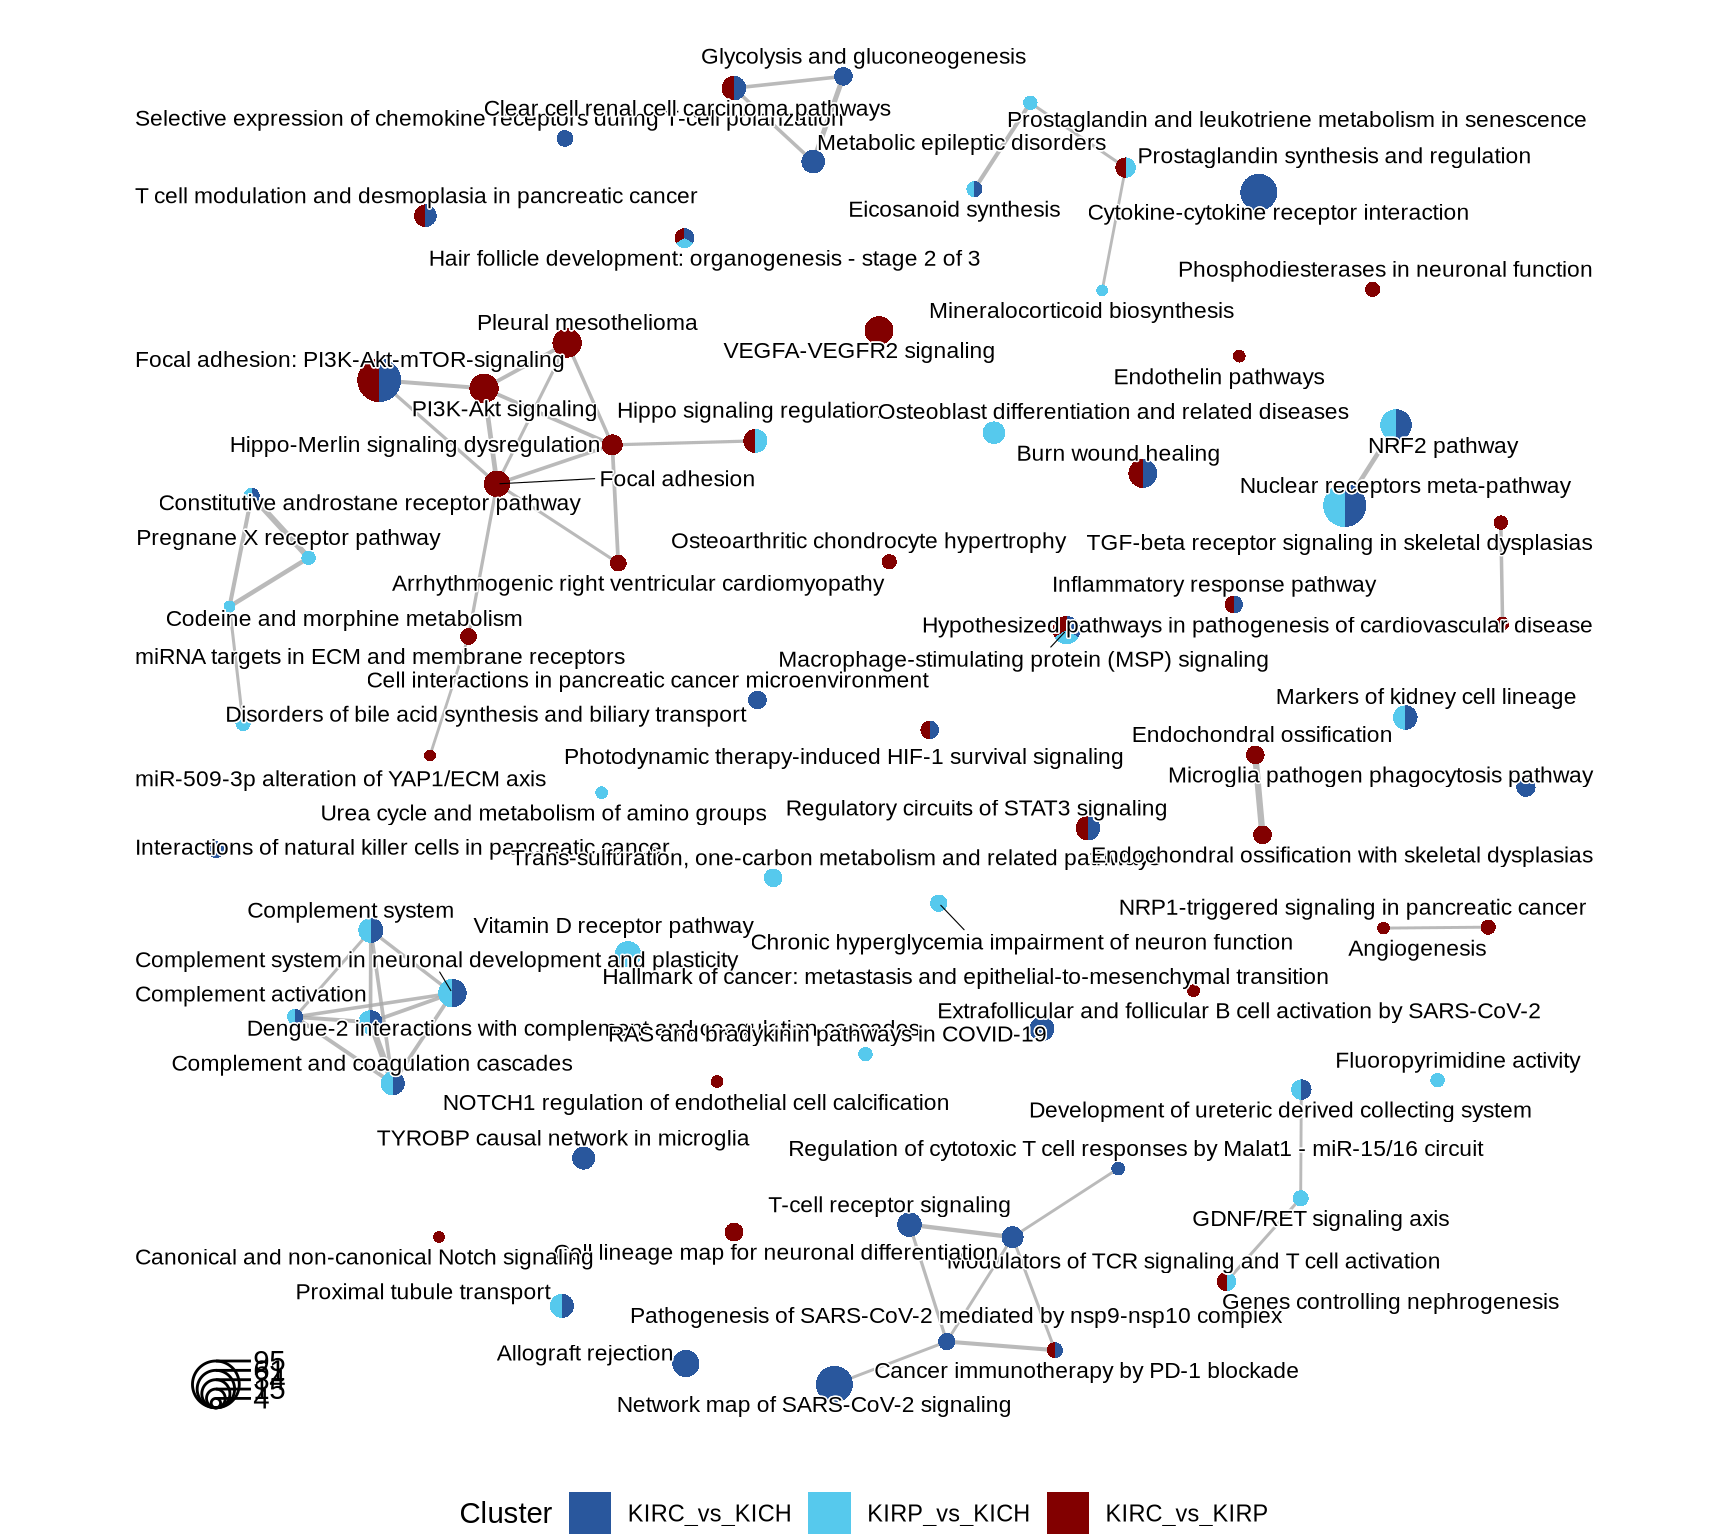 Glycolysis and gluconeogenesis
Clear cell renal cell carcinoma pathways
Selective expression of chemokine receptors during T-cell polarization
Prostaglandin and leukotriene metabolism in senescence
Metabolic epileptic disorders
Prostaglandin synthesis and regulation
T cell modulation and desmoplasia in pancreatic cancer
Eicosanoid synthesis
Cytokine-cytokine receptor interaction
Hair follicle development: organogenesis - stage 2 of 3
Phosphodiesterases in neuronal function
Mineralocorticoid biosynthesis
Pleural mesothelioma
VEGFA-VEGFR2 signaling
Focal adhesion: PI3K-Akt-mTOR-signaling
Endothelin pathways
PI3K-Akt signaling
Hippo signaling regulation
Osteoblast differentiation and related diseases
Hippo-Merlin signaling dysregulation
NRF2 pathway
Burn wound healing
Focal adhesion
Nuclear receptors meta-pathway
Constitutive androstane receptor pathway
Pregnane X receptor pathway
Osteoarthritic chondrocyte hypertrophy
TGF-beta receptor signaling in skeletal dysplasias
Arrhythmogenic right ventricular cardiomyopathy
Inflammatory response pathway
Codeine and morphine metabolism
Hypothesized pathways in pathogenesis of cardiovascular disease
miRNA targets in ECM and membrane receptors
Macrophage-stimulating protein (MSP) signaling
Cell interactions in pancreatic cancer microenvironment
Markers of kidney cell lineage
Disorders of bile acid synthesis and biliary transport
Endochondral ossification
Photodynamic therapy-induced HIF-1 survival signaling
Microglia pathogen phagocytosis pathway
miR-509-3p alteration of YAP1/ECM axis
Urea cycle and metabolism of amino groups
Regulatory circuits of STAT3 signaling
Interactions of natural killer cells in pancreatic cancer
Trans-sulfuration, one-carbon metabolism and related pathways
Endochondral ossification with skeletal dysplasias
Complement system
NRP1-triggered signaling in pancreatic cancer
Vitamin D receptor pathway
Chronic hyperglycemia impairment of neuron function
Angiogenesis
Complement system in neuronal development and plasticity
Hallmark of cancer: metastasis and epithelial-to-mesenchymal transition
Complement activation
Extrafollicular and follicular B cell activation by SARS-CoV-2
Dengue-2 interactions with complement and coagulation cascades
RAS and bradykinin pathways in COVID-19
Complement and coagulation cascades
Fluoropyrimidine activity
NOTCH1 regulation of endothelial cell calcification
Development of ureteric derived collecting system
TYROBP causal network in microglia
Regulation of cytotoxic T cell responses by Malat1 - miR-15/16 circuit
T-cell receptor signaling
GDNF/RET signaling axis
Canonical and non-canonical Notch signaling
Cell lineage map for neuronal differentiation
Modulators of TCR signaling and T cell activation
Proximal tubule transport
Genes controlling nephrogenesis
Pathogenesis of SARS-CoV-2 mediated by nsp9-nsp10 complex
Allograft rejection
Cancer immunotherapy by PD-1 blockade
Network map of SARS-CoV-2 signaling
95
15
4
Cluster KIRC_vs_KICH KIRP_vs_KICH KIRC_vs_KIRP